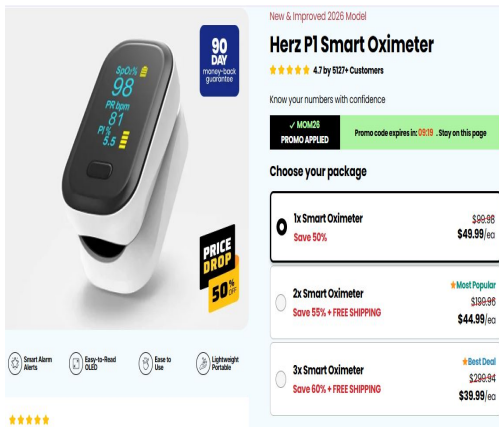 New & Improved 2026 Model
Herz P1 Smart Oximeter
4.7 by 5127+ Customers
Know your numbers with confidence
✓ MOM26
PROMO APPLIED
Promo code expires in: 09:19 . Stay on this page
Choose your package
1x Smart Oximeter
$99.98
Save 50%
$49.99/ea
★Most Popular
2x Smart Oximeter
$199.96
Save 55% + FREE SHIPPING
$44.99/ea
★Best Deal
3x Smart Oximeter
$299.94
Save 60% + FREE SHIPPING
$39.99/ea
90
DAY
money-back
guarantee
SpO₂%
98
PR bpm
81
PI %
5.5
PRICE
DROP
50% OFF
Smart Alarm
Alerts
Easy-to-Read
OLED
Ease to
Use
Lightweight
Portable